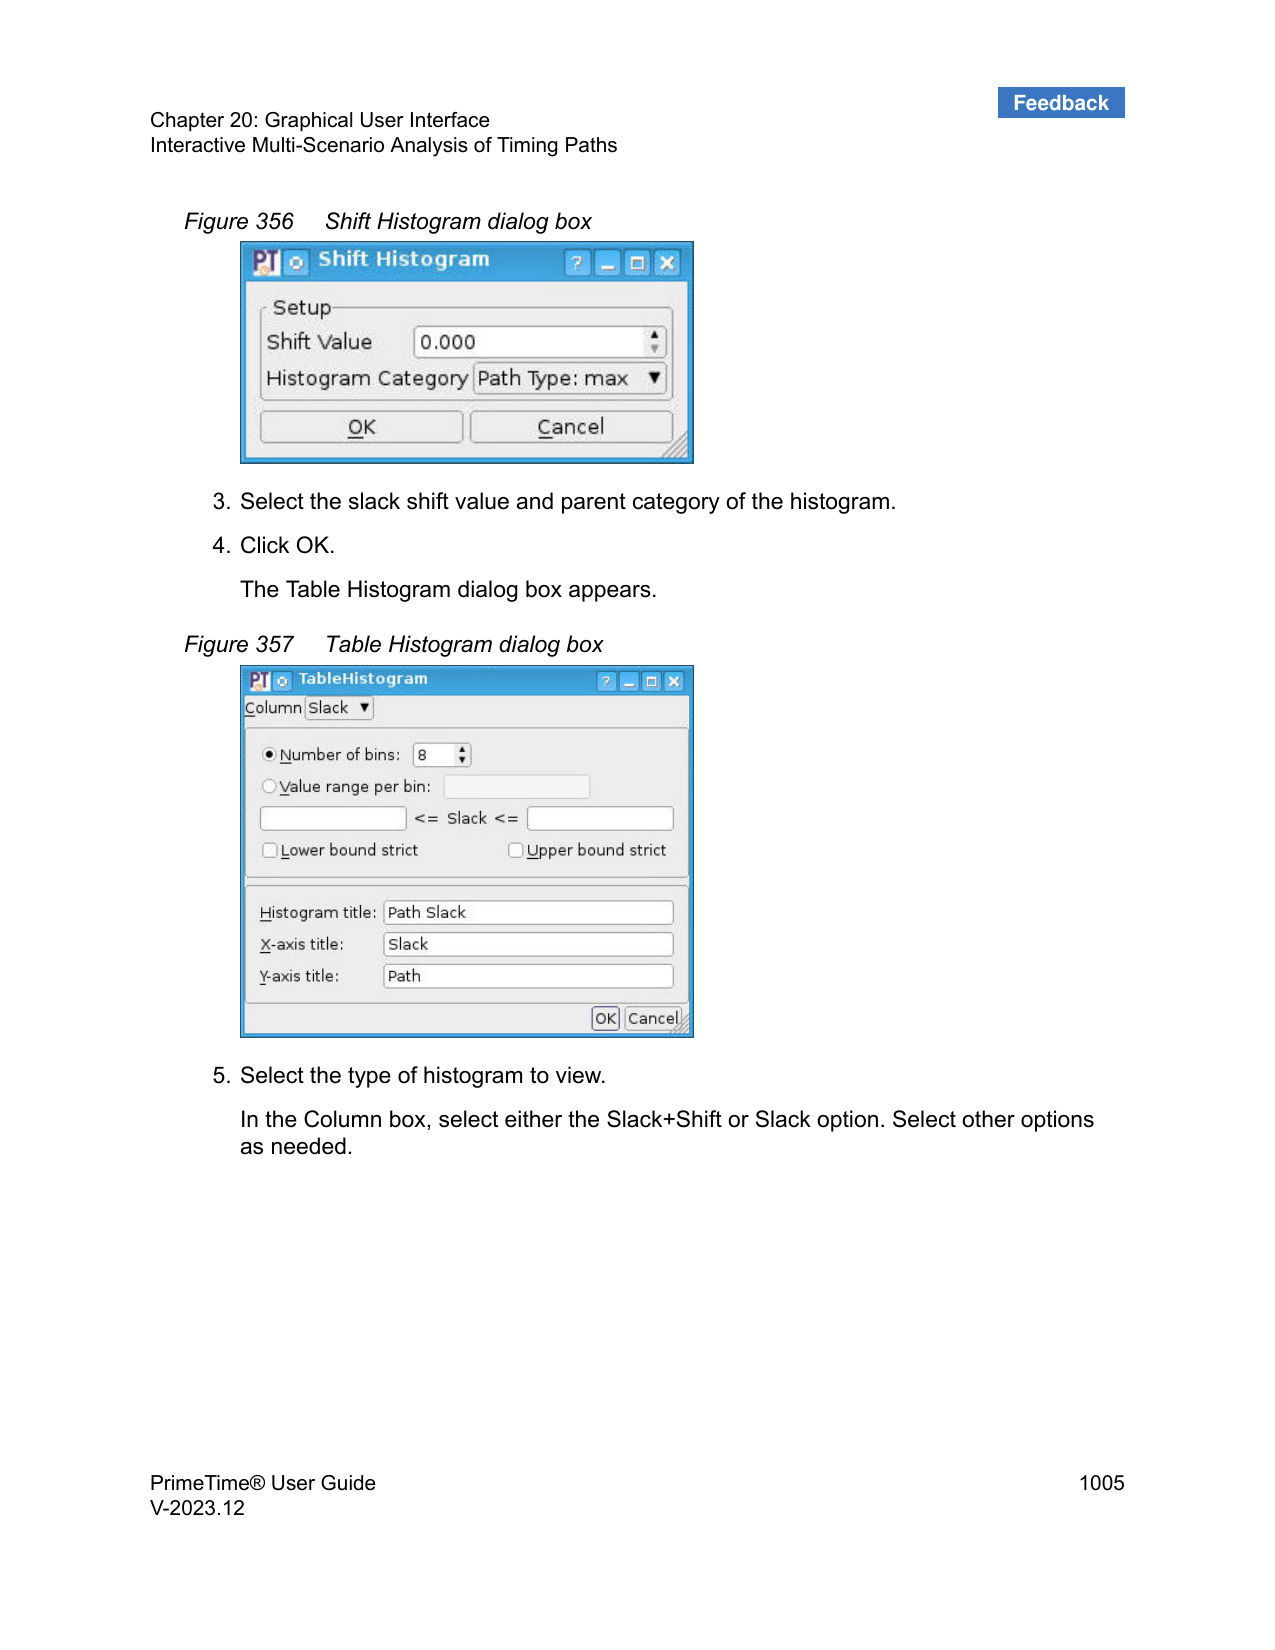 Feedback
Chapter 20: Graphical User Interface
Interactive Multi-Scenario Analysis of Timing Paths
Figure 356 Shift Histogram dialog box
PT Shift Histogram ?
Setup
Shift Value 0.000
Histogram Category Path Type: max
OK Cancel
3. Select the slack shift value and parent category of the histogram.
4. Click OK.
The Table Histogram dialog box appears.
Figure 357 Table Histogram dialog box
PT TableHistogram ?
Column Slack
Number of bins: 8
Value range per bin:
<= Slack <=
Lower bound strict Upper bound strict
Histogram title: Path Slack
X-axis title: Slack
Y-axis title: Path
OK Cancel
5. Select the type of histogram to view.
In the Column box, select either the Slack+Shift or Slack option. Select other options
as needed.
PrimeTime® User Guide 1005
V-2023.12